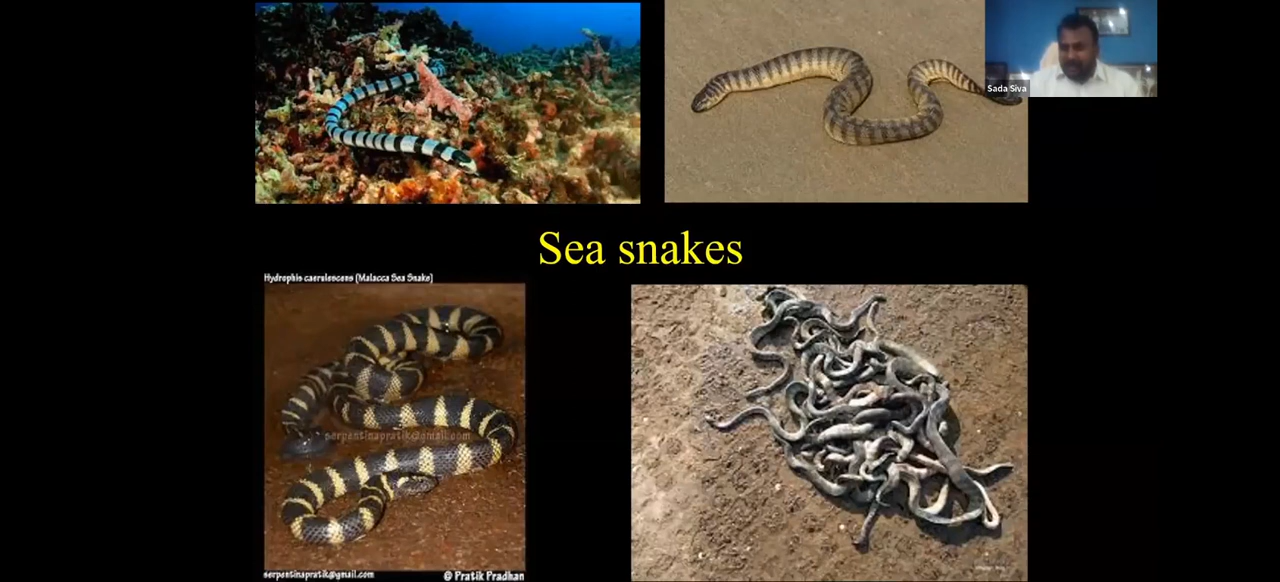 Sada Siva
Sea snakes
Hydrophis caerulescens (Malacca Sea Snake)
serpentinapratik@gmail.com
serpentinapratik@gmail.com
© Pratik Pradhan